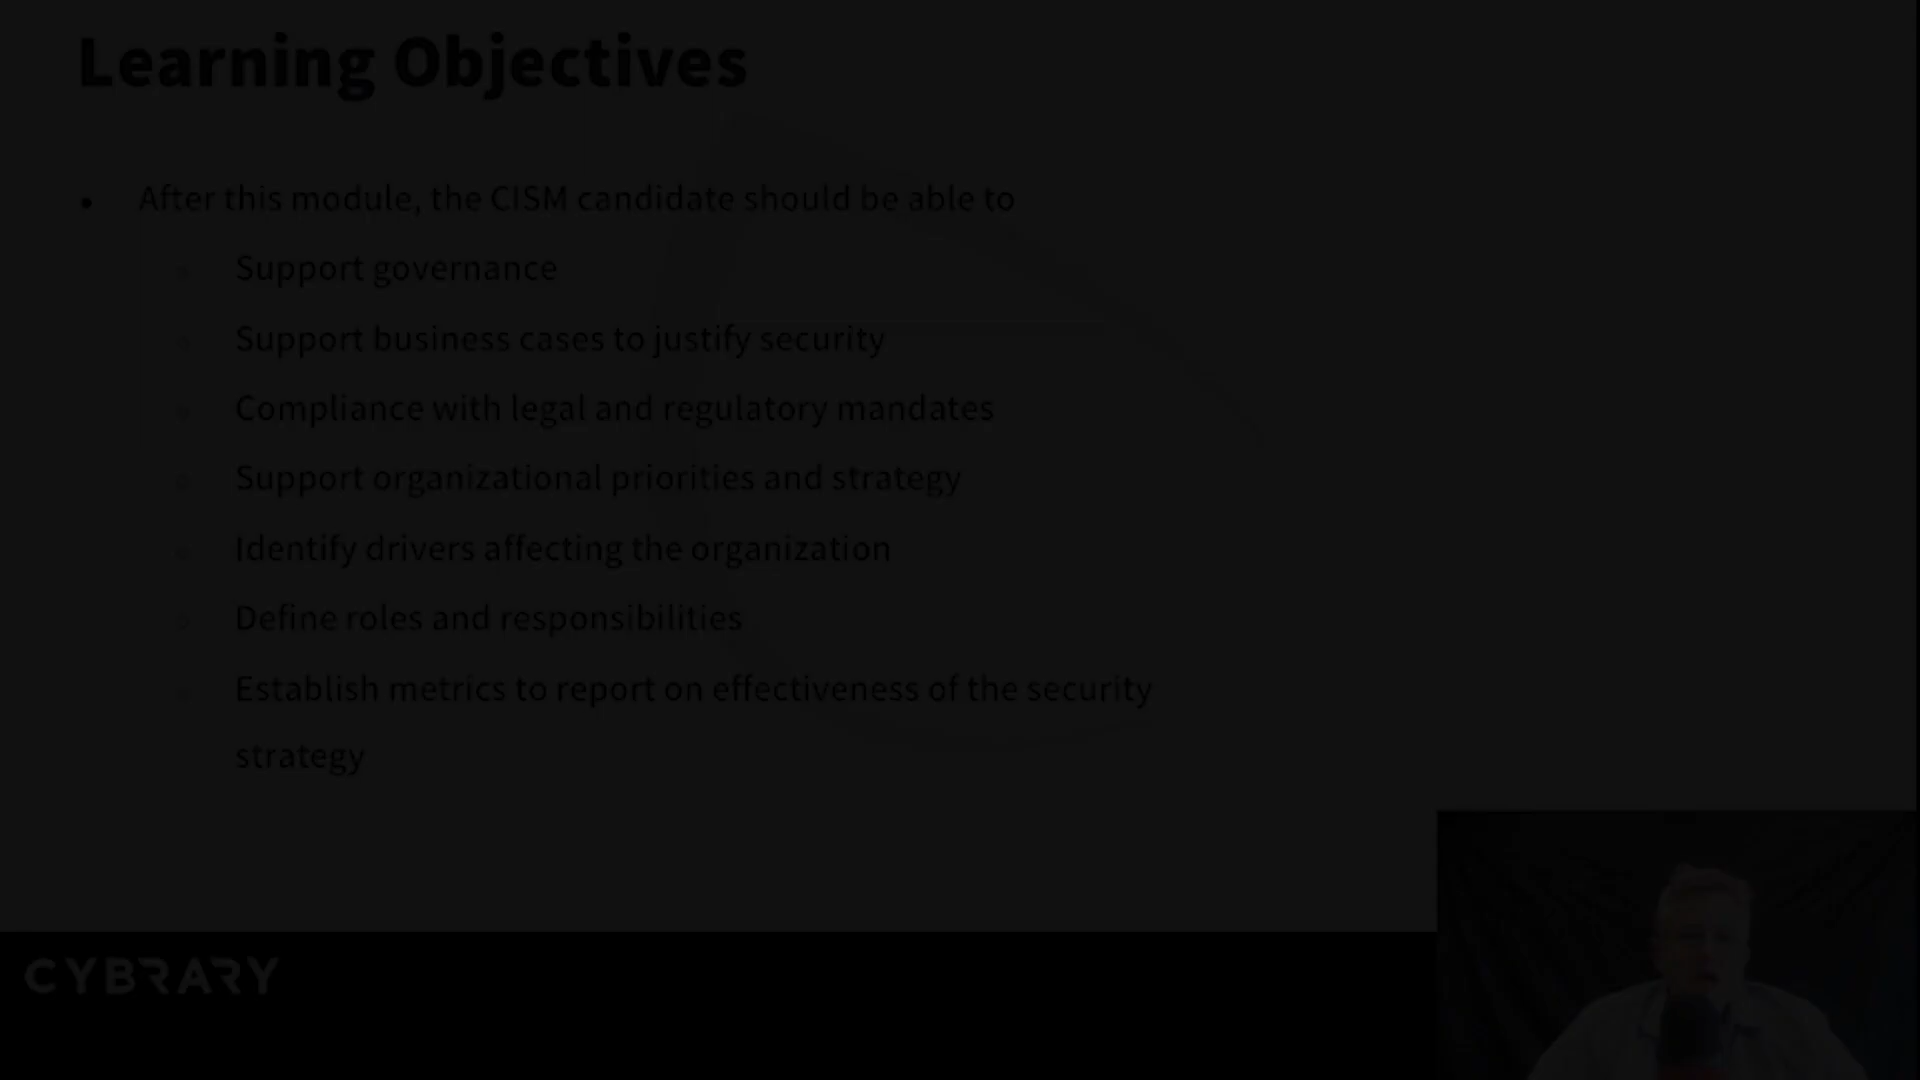 Learning Objectives
• After this module, the CISM candidate should be able to
○ Support governance
○ Support business cases to justify security
○ Compliance with legal and regulatory mandates
○ Support organizational priorities and strategy
○ Identify drivers affecting the organization
○ Define roles and responsibilities
○ Establish metrics to report on effectiveness of the security
strategy
CYBRARY